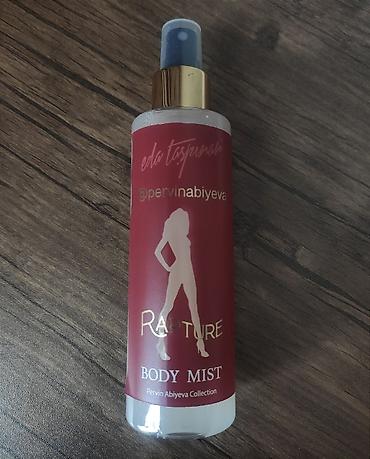 eda taşpınar
@pervinabiyeva
RAPTURE
BODY MIST
Pervin Abiyeva Collection